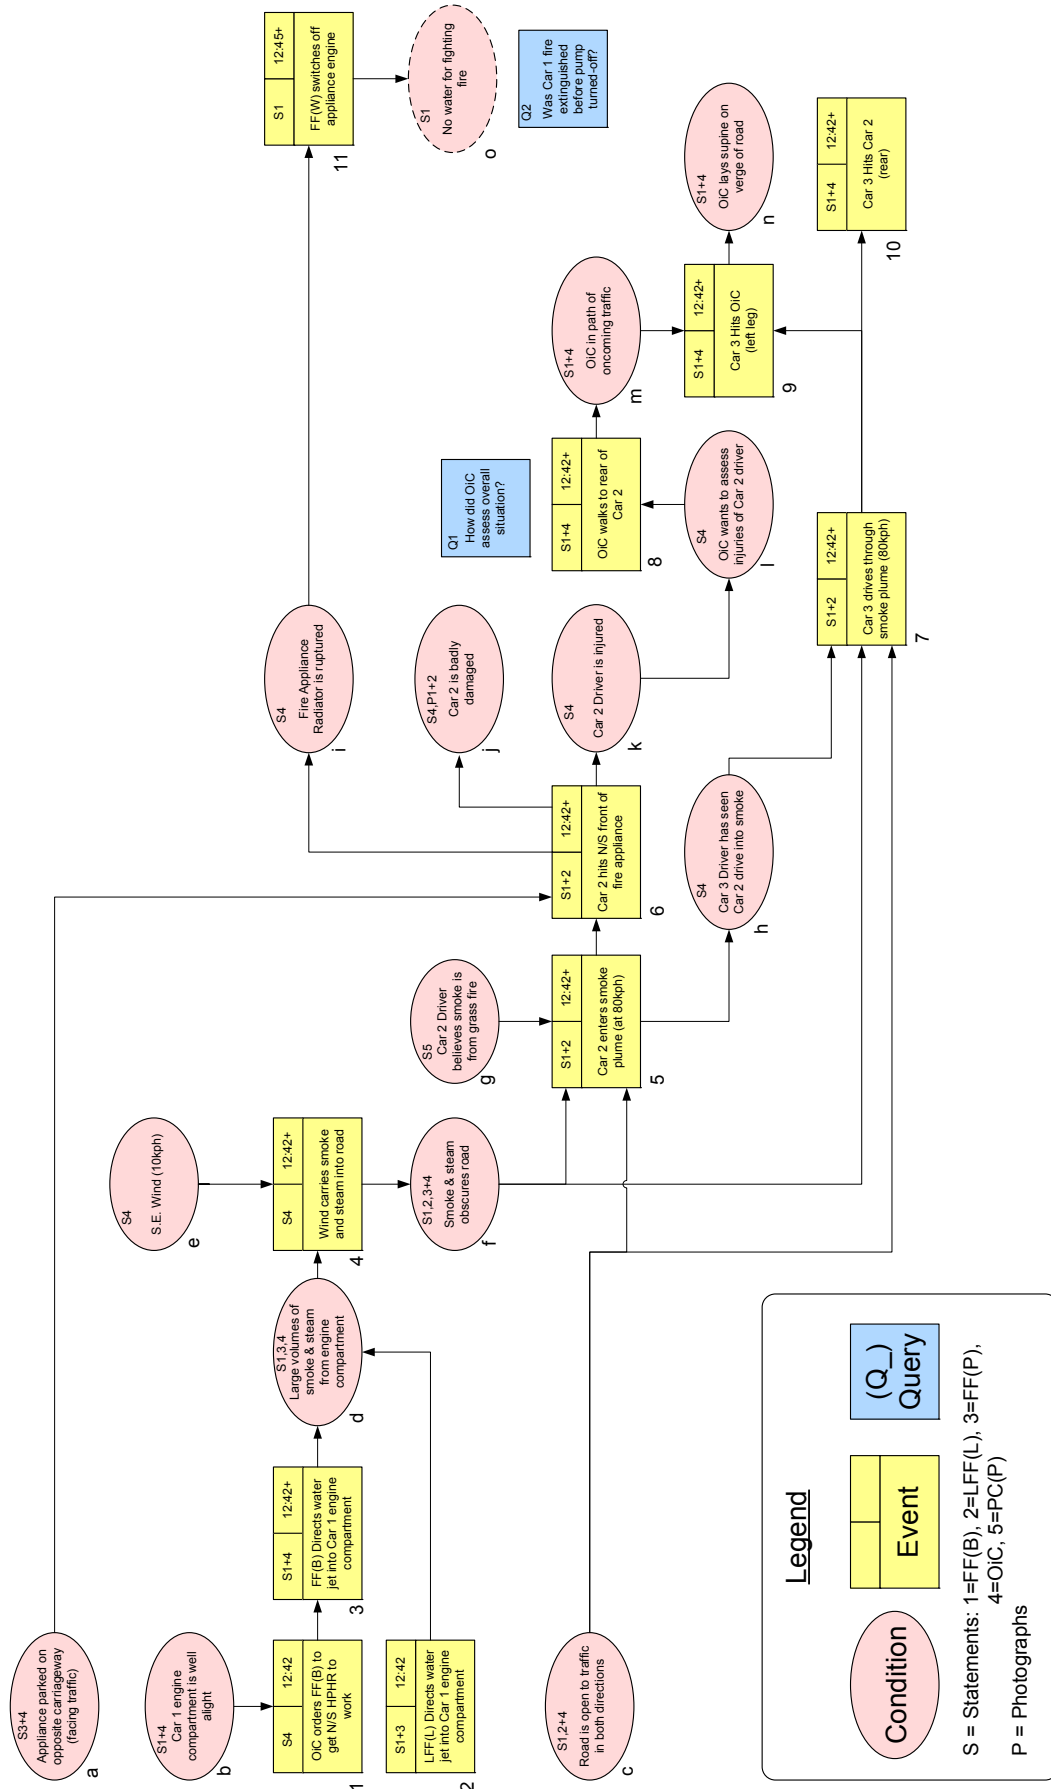 S3+4
Appliance parked on
opposite carriageway
(facing traffic)
a
S1+4
Car 1 engine
compartment is well
alight
b
S4
12:42
OiC orders FF(B) to
get N/S HPHR to
work
1
S1+3
12:42
LFF(L) Directs water
jet into Car 1 engine
compartment
2
S1,2+4
Road is open to traffic
in both directions
c
S1+4
12:42+
FF(B) Directs water
jet into Car 1 engine
compartment
3
S1,3,4
Large volumes of
smoke & steam
from engine
compartment
d
S4
S.E. Wind (10kph)
e
S4
12:42+
Wind carries smoke
and steam into road
4
S1,2,3+4
Smoke & steam
obscures road
f
S5
Car 2 Driver
believes smoke is
from grass fire
g
S1+2
12:42+
Car 2 enters smoke
plume (at 80kph)
5
S1+2
12:42+
Car 2 hits N/S front of
fire appliance
6
S4
Car 3 Driver has seen
Car 2 drive into smoke
h
S4
Fire Appliance
Radiator is ruptured
i
S4,P1+2
Car 2 is badly
damaged
j
S4
Car 2 Driver is injured
k
S1+2
12:42+
Car 3 drives through
smoke plume (80kph)
7
Q1
How did OiC
assess overall
situation?
S1+4
12:42+
OiC walks to rear of
Car 2
8
S4
OiC wants to assess
injuries of Car 2 driver
l
S1+4
OiC in path of
oncoming traffic
m
S1+4
12:42+
Car 3 Hits OiC
(left leg)
9
S1+4
OiC lays supine on
verge of road
n
S1+4
12:42+
Car 3 Hits Car 2
(rear)
10
S1
12:45+
FF(W) switches off
appliance engine
11
S1
No water for fighting
fire
o
Q2
Was Car 1 fire
extinguished
before pump
turned-off?
Legend
Condition
Event
(Q_)
Query
S = Statements: 1=FF(B), 2=LFF(L), 3=FF(P),
4=OiC, 5=PC(P)
P = Photographs